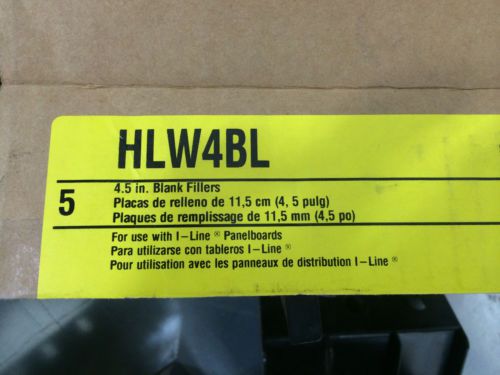 HLW4BL
5
4.5 in. Blank Fillers
Placas de relleno de 11,5 cm (4, 5 pulg)
Plaques de remplissage de 11,5 mm (4,5 po)
For use with I-Line ® Panelboards
Para utilizarse con tableros I-Line ®
Pour utilisation avec les panneaux de distribution I-Line ®